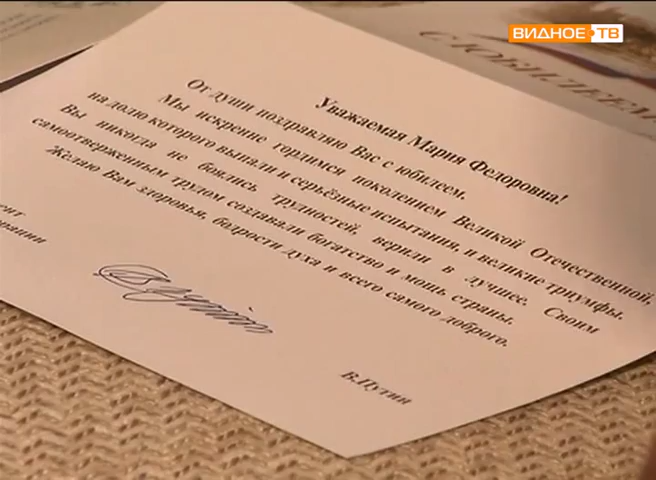 ВИДНОЕ ТВ
С ЮБИЛЕЕМ
Уважаемая Мария Федоровна!
От души поздравляю Вас с юбилеем.
Мы искренне гордимся поколением Великой Отечественной,
на долю которого выпали и серьёзные испытания, и великие триумфы.
Вы никогда не боялись трудностей, верили в лучшее. Своим
самоотверженным трудом создавали богатство и мощь страны.
Желаю Вам здоровья, бодрости духа и всего самого доброго.
В.Путин